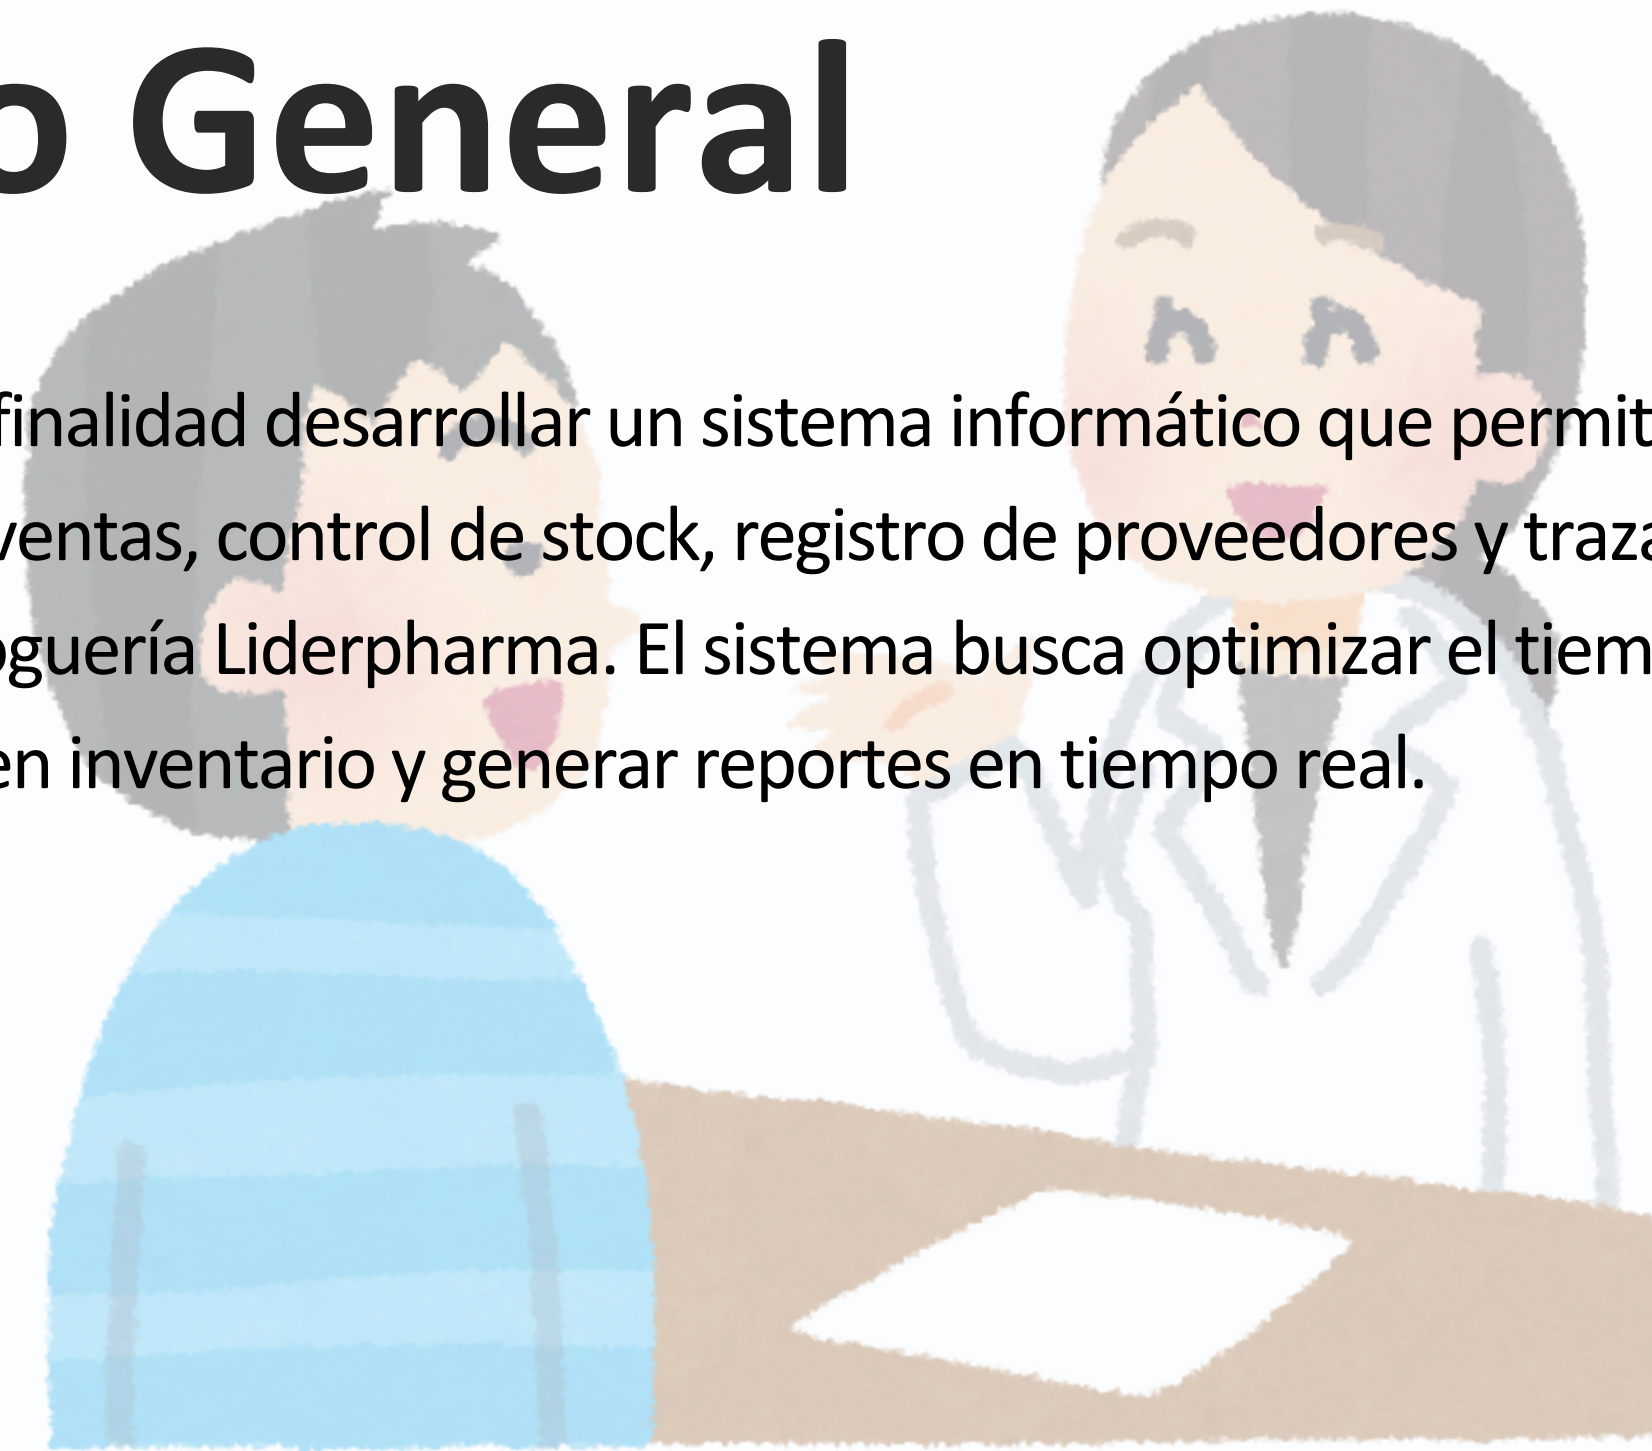 o General
finalidad desarrollar un sistema informático que permit
ventas, control de stock, registro de proveedores y traza
oguería Liderpharma. El sistema busca optimizar el tiem
en inventario y generar reportes en tiempo real.